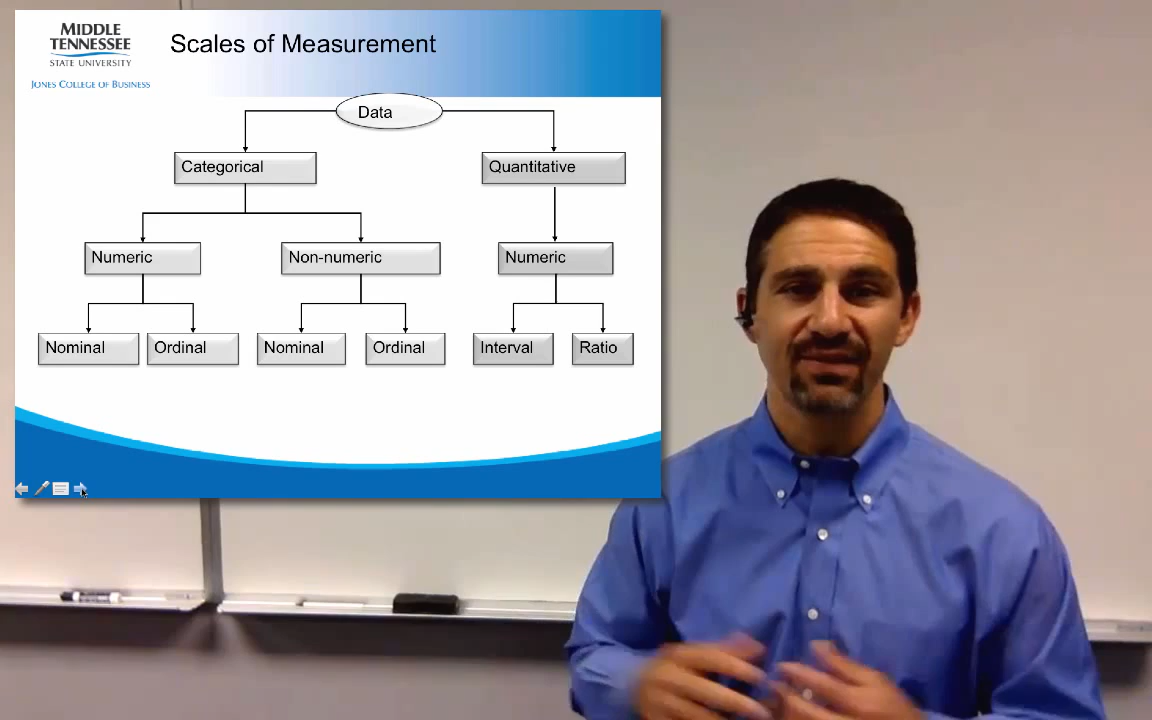 MIDDLE
TENNESSEE
STATE UNIVERSITY
JONES COLLEGE OF BUSINESS
Scales of Measurement
Data
Categorical
Quantitative
Numeric
Non-numeric
Numeric
Nominal
Ordinal
Nominal
Ordinal
Interval
Ratio